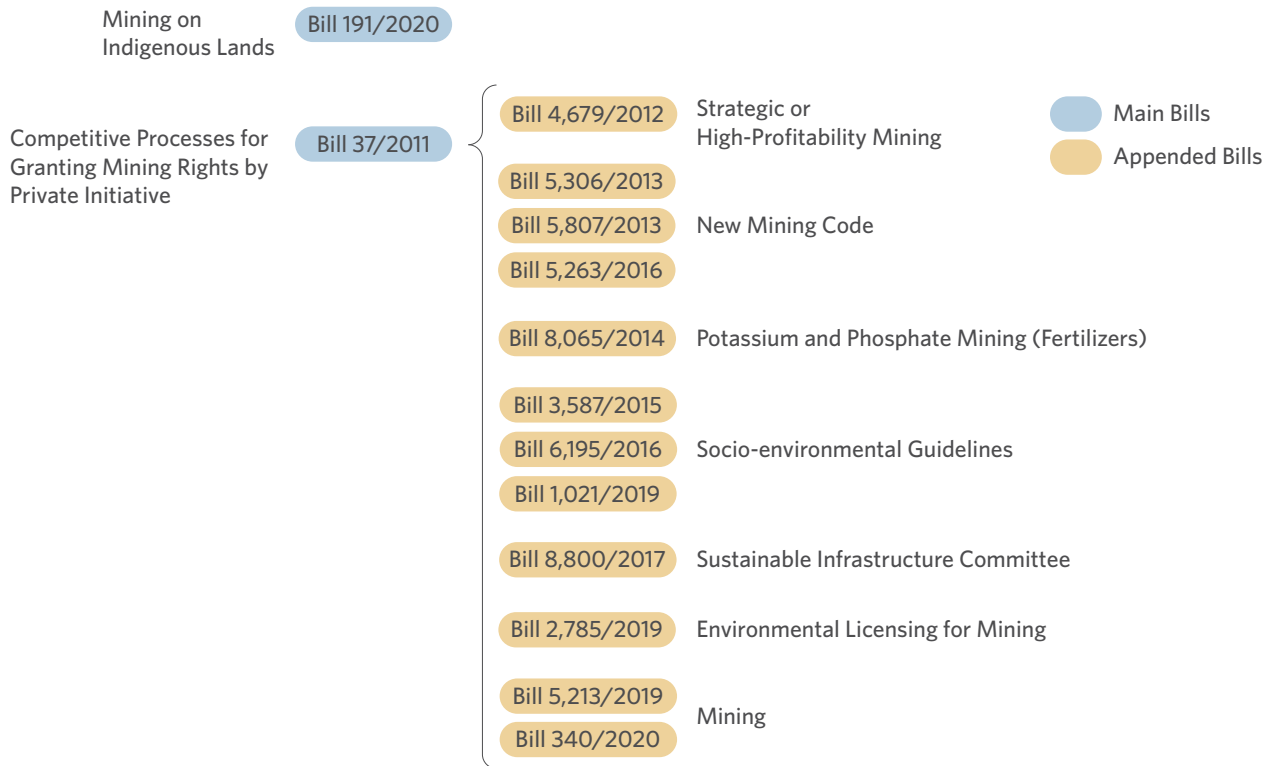 Mining on
Indigenous Lands
Bill 191/2020
Competitive Processes for
Granting Mining Rights by
Private Initiative
Bill 37/2011
Bill 4,679/2012
Strategic or
High-Profitability Mining
Bill 5,306/2013
Bill 5,807/2013
New Mining Code
Bill 5,263/2016
Bill 8,065/2014
Potassium and Phosphate Mining (Fertilizers)
Bill 3,587/2015
Bill 6,195/2016
Socio-environmental Guidelines
Bill 1,021/2019
Bill 8,800/2017
Sustainable Infrastructure Committee
Bill 2,785/2019
Environmental Licensing for Mining
Bill 5,213/2019
Mining
Bill 340/2020
Main Bills
Appended Bills